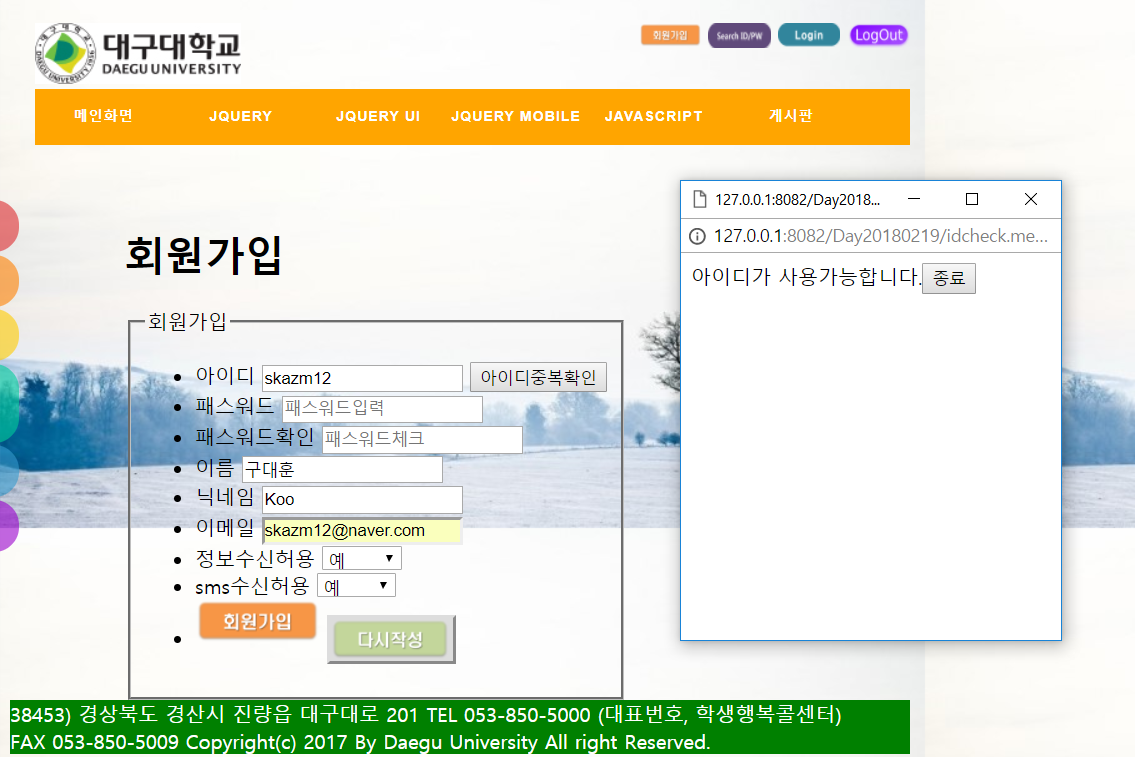 대구대학교
DAEGU UNIVERSITY
회원가입 Search ID/PW Login LogOut
메인화면 JQUERY JQUERY UI JQUERY MOBILE JAVASCRIPT 게시판
127.0.0.1:8082/Day2018...
127.0.0.1:8082/Day20180219/idcheck.me...
아이디가 사용가능합니다. 종료
회원가입
회원가입
아이디 skazm12 아이디중복확인
패스워드 패스워드입력
패스워드확인 패스워드체크
이름 구대훈
닉네임 Koo
이메일 skazm12@naver.com
정보수신허용 예
sms수신허용 예
회원가입 다시작성
38453) 경상북도 경산시 진량읍 대구대로 201 TEL 053-850-5000 (대표번호, 학생행복콜센터)
FAX 053-850-5009 Copyright(c) 2017 By Daegu University All right Reserved.